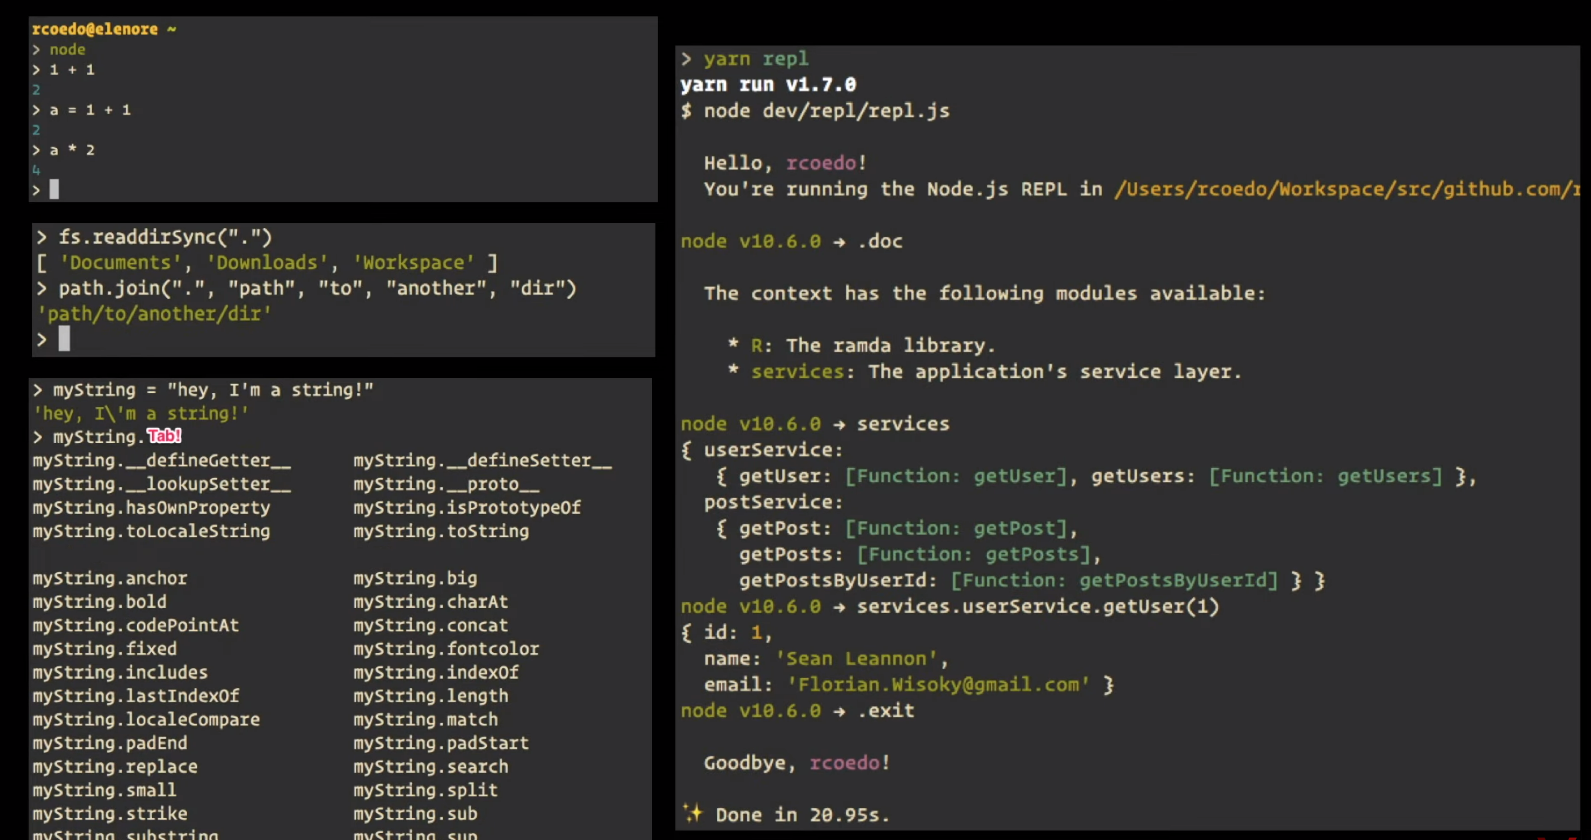 rcoedo@elenore ~
> node
> 1 + 1
2
> a = 1 + 1
2
> a * 2
4
>
> fs.readdirSync(".")
[ 'Documents', 'Downloads', 'Workspace' ]
> path.join(".", "path", "to", "another", "dir")
'path/to/another/dir'
>
> myString = "hey, I'm a string!"
'hey, I\'m a string!'
> myString.Tab!
myString.__defineGetter__ myString.__defineSetter__
myString.__lookupSetter__ myString.__proto__
myString.hasOwnProperty myString.isPrototypeOf
myString.toLocaleString myString.toString
myString.anchor myString.big
myString.bold myString.charAt
myString.codePointAt myString.concat
myString.fixed myString.fontcolor
myString.includes myString.indexOf
myString.lastIndexOf myString.length
myString.localeCompare myString.match
myString.padEnd myString.padStart
myString.replace myString.search
myString.small myString.split
myString.strike myString.sub
myString.substring myString.sup
> yarn repl
yarn run v1.7.0
$ node dev/repl/repl.js
Hello, rcoedo!
You're running the Node.js REPL in /Users/rcoedo/Workspace/src/github.com/r
node v10.6.0 → .doc
The context has the following modules available:
* R: The ramda library.
* services: The application's service layer.
node v10.6.0 → services
{ userService:
{ getUser: [Function: getUser], getUsers: [Function: getUsers] },
postService:
{ getPost: [Function: getPost],
getPosts: [Function: getPosts],
getPostsByUserId: [Function: getPostsByUserId] } }
node v10.6.0 → services.userService.getUser(1)
{ id: 1,
name: 'Sean Leannon',
email: 'Florian.Wisoky@gmail.com' }
node v10.6.0 → .exit
Goodbye, rcoedo!
✨ Done in 20.95s.